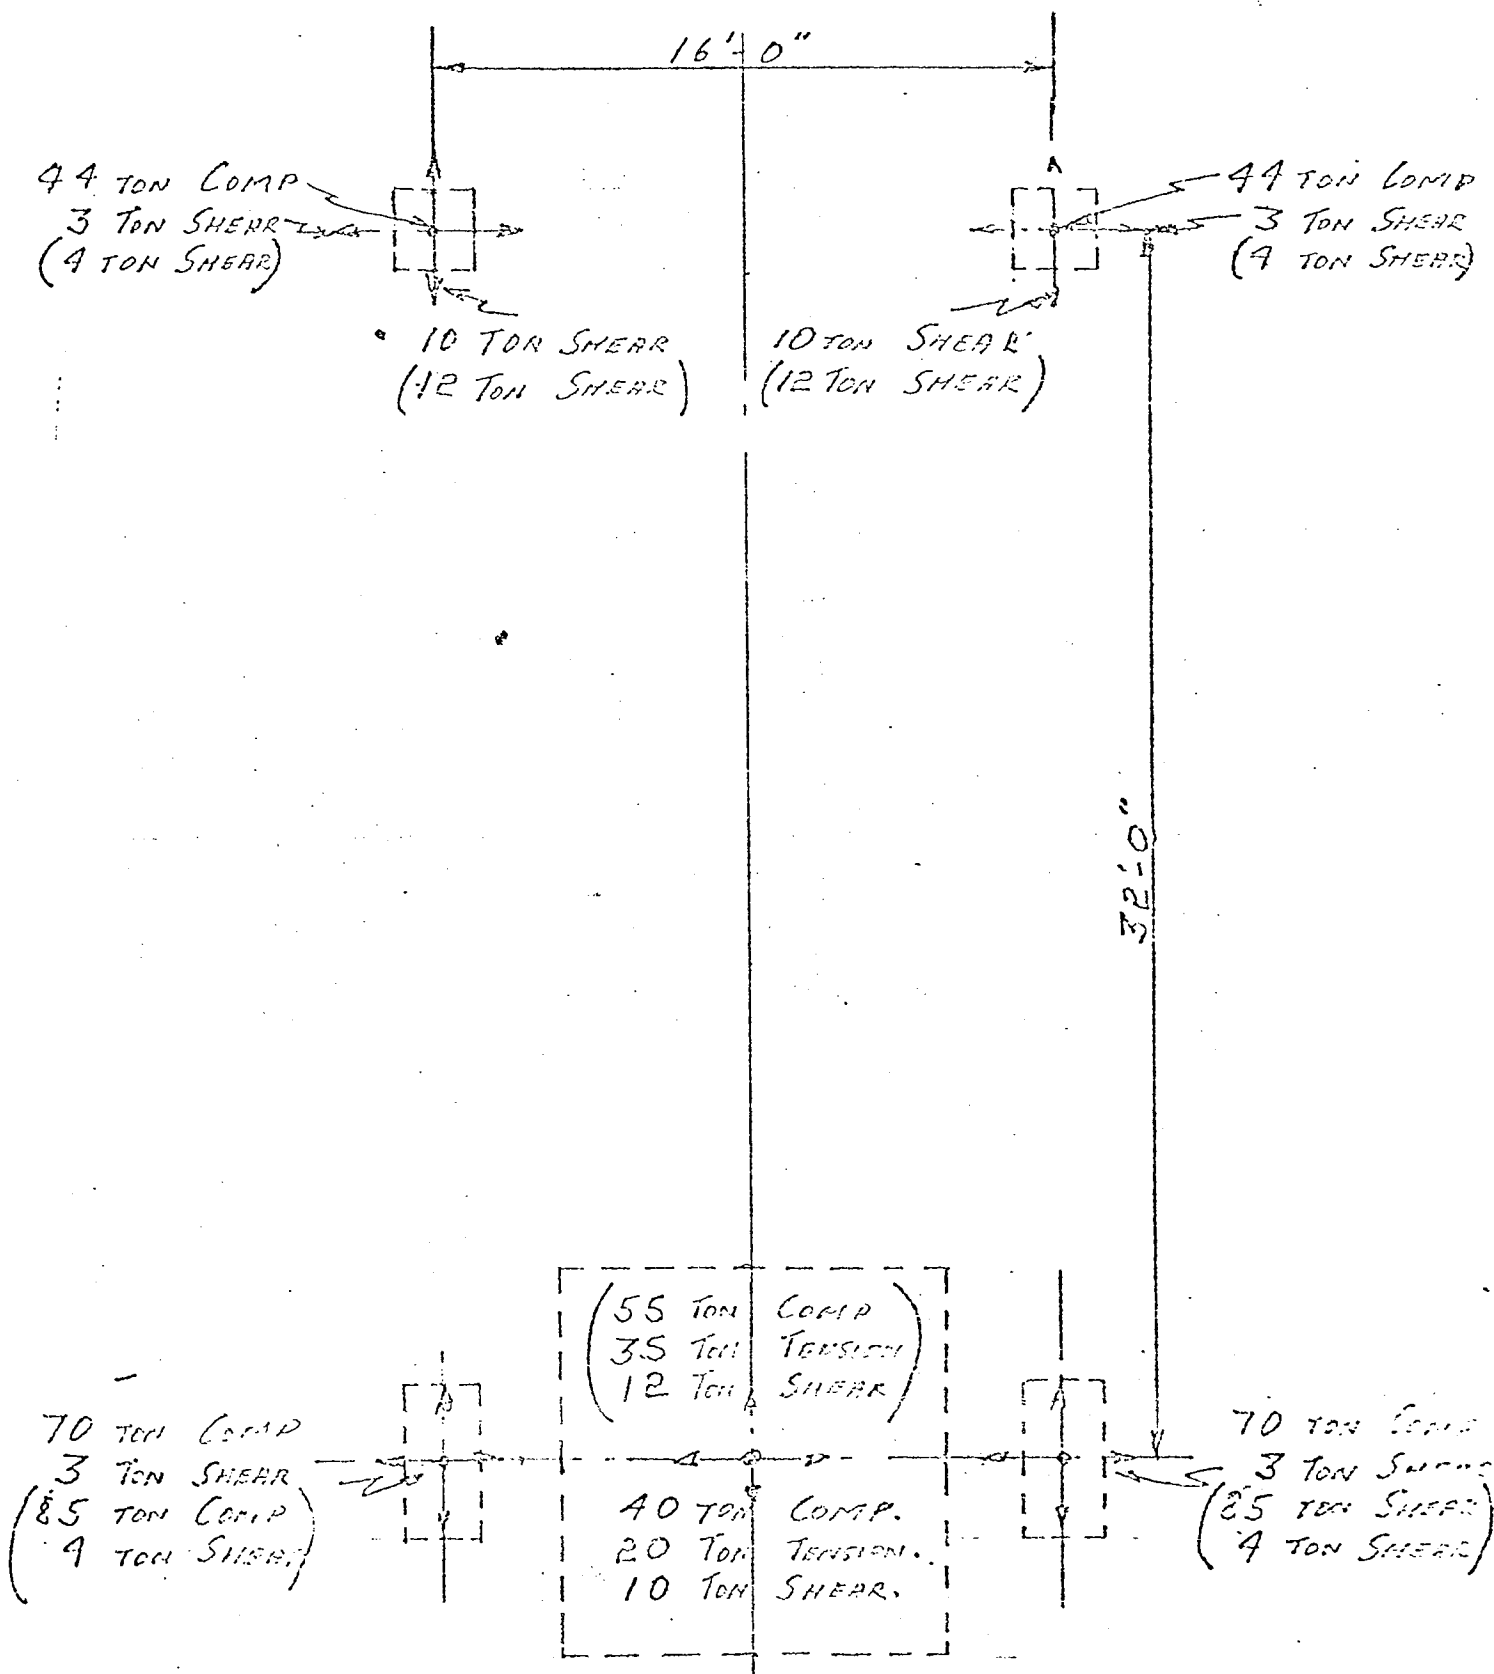 16'-0"
44 TON COMP
3 TON SHEAR
(4 TON SHEAR)
44 TON COMP
3 TON SHEAR
(4 TON SHEAR)
10 TON SHEAR
(12 TON SHEAR)
10 TON SHEAR
(12 TON SHEAR)
32'-0"
(55 TON COMP
35 TON TENSION
12 TON SHEAR)
70 TON COMP
3 TON SHEAR
(85 TON COMP
4 TON SHEAR)
40 TON COMP.
20 TON TENSION.
10 TON SHEAR.
70 TON COMP
3 TON SHEAR
(85 TON SHEAR
4 TON SHEAR)